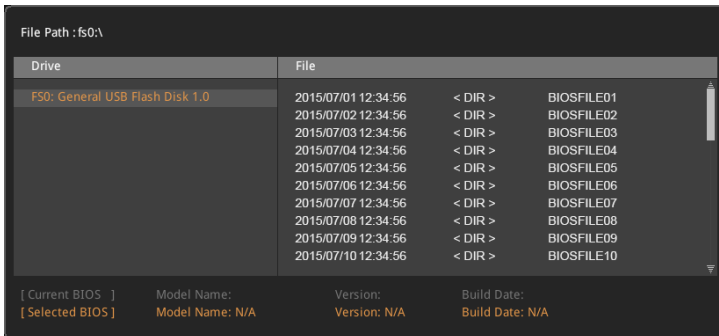 File Path : fs0:\
Drive File
FS0: General USB Flash Disk 1.0
2015/07/01 12:34:56 < DIR > BIOSFILE01
2015/07/02 12:34:56 < DIR > BIOSFILE02
2015/07/03 12:34:56 < DIR > BIOSFILE03
2015/07/04 12:34:56 < DIR > BIOSFILE04
2015/07/05 12:34:56 < DIR > BIOSFILE05
2015/07/06 12:34:56 < DIR > BIOSFILE06
2015/07/07 12:34:56 < DIR > BIOSFILE07
2015/07/08 12:34:56 < DIR > BIOSFILE08
2015/07/09 12:34:56 < DIR > BIOSFILE09
2015/07/10 12:34:56 < DIR > BIOSFILE10
[ Current BIOS ] Model Name: Version: Build Date:
[ Selected BIOS ] Model Name: N/A Version: N/A Build Date: N/A